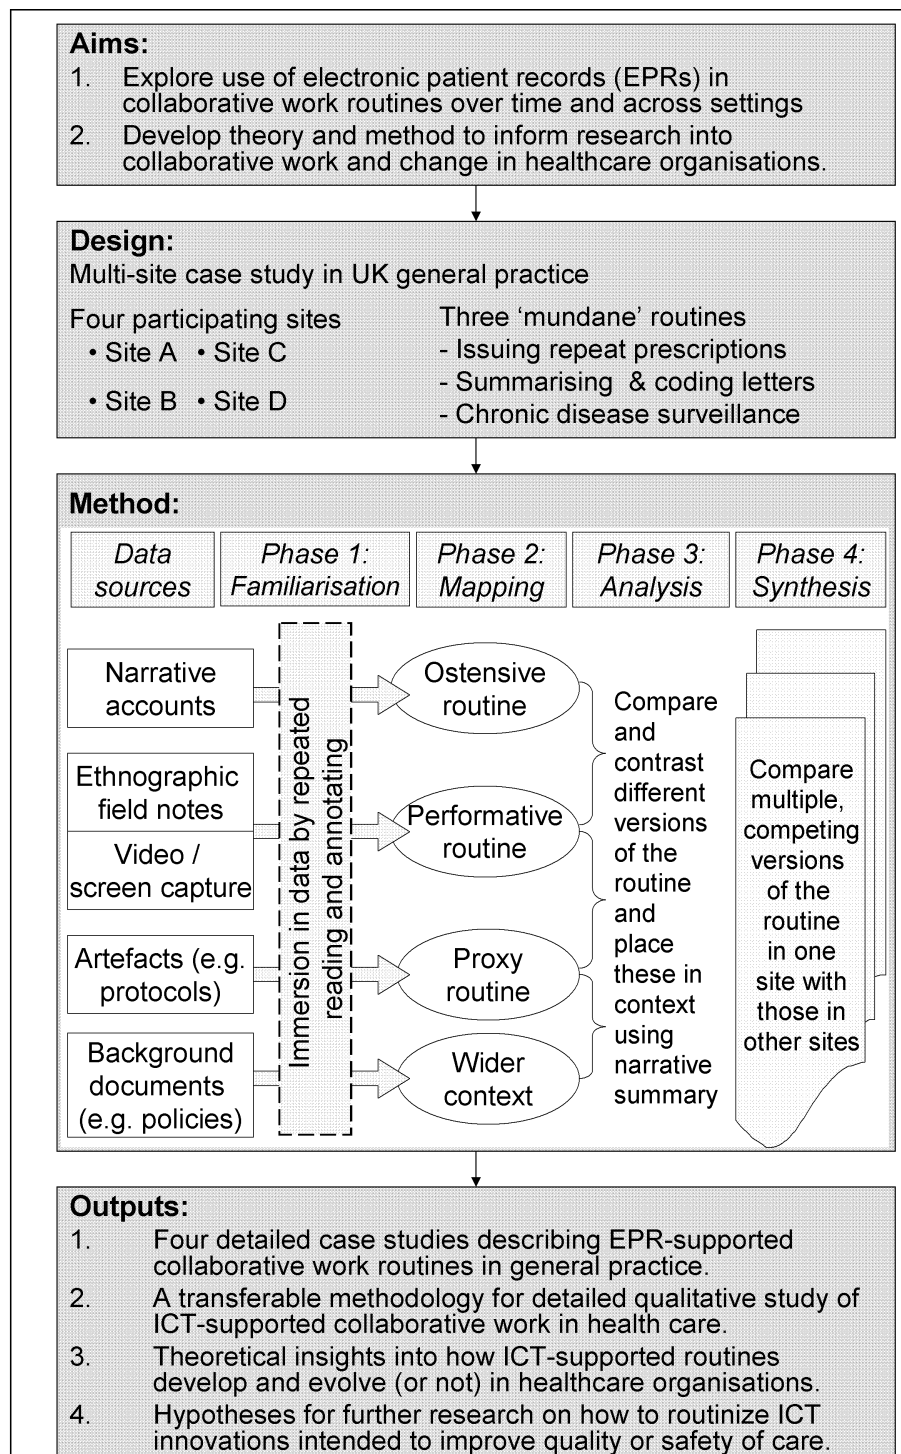 Aims:
1. Explore use of electronic patient records (EPRs) in
collaborative work routines over time and across settings
2. Develop theory and method to inform research into
collaborative work and change in healthcare organisations.
Design:
Multi-site case study in UK general practice
Four participating sites
• Site A • Site C
• Site B • Site D
Three ‘mundane’ routines
- Issuing repeat prescriptions
- Summarising & coding letters
- Chronic disease surveillance
Method:
Data
sources
Phase 1:
Familiarisation
Phase 2:
Mapping
Phase 3:
Analysis
Phase 4:
Synthesis
Narrative
accounts
Ethnographic
field notes
Video /
screen capture
Artefacts (e.g.
protocols)
Background
documents
(e.g. policies)
Immersion in data by repeated
reading and annotating
Ostensive
routine
Performative
routine
Proxy
routine
Wider
context
Compare
and
contrast
different
versions
of the
routine
and
place
these in
context
using
narrative
summary
Compare
multiple,
competing
versions
of the
routine
in one
site with
those in
other sites
Outputs:
1. Four detailed case studies describing EPR-supported
collaborative work routines in general practice.
2. A transferable methodology for detailed qualitative study of
ICT-supported collaborative work in health care.
3. Theoretical insights into how ICT-supported routines
develop and evolve (or not) in healthcare organisations.
4. Hypotheses for further research on how to routinize ICT
innovations intended to improve quality or safety of care.